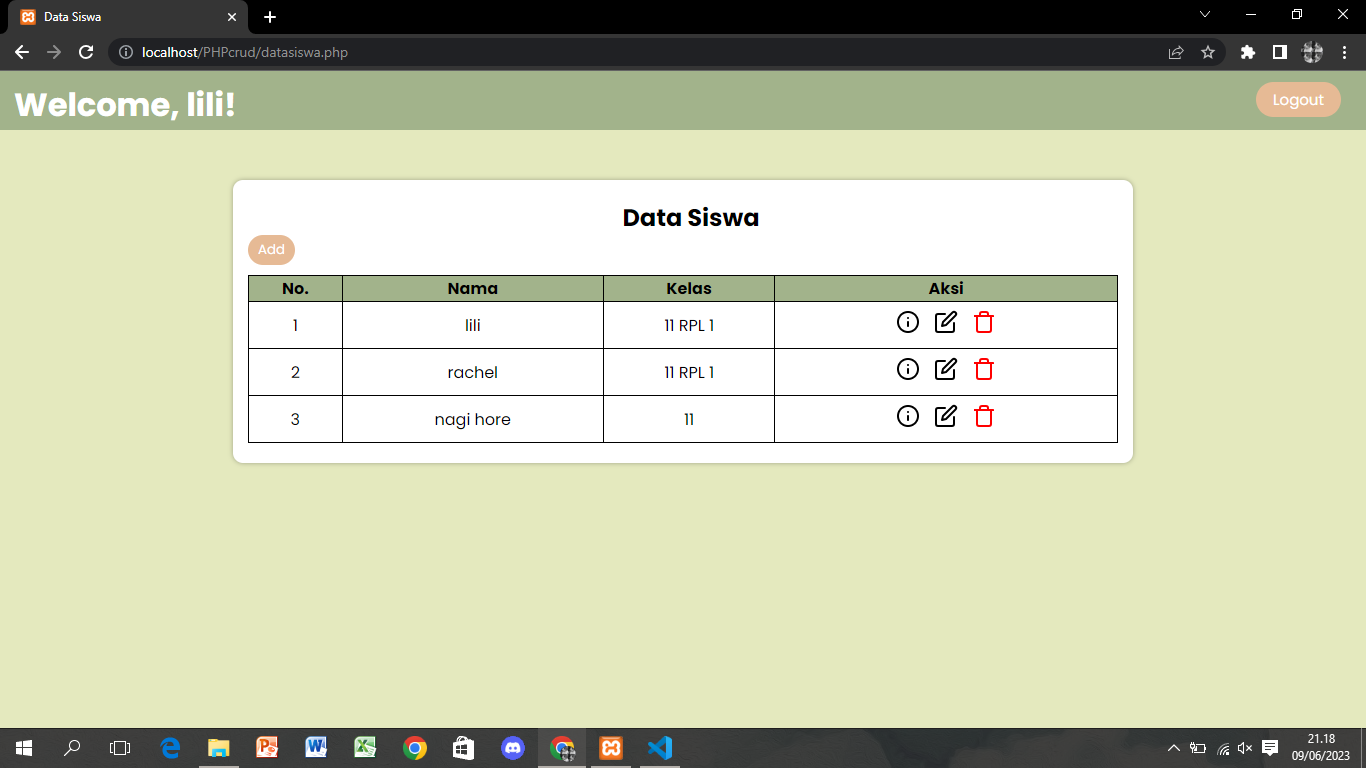 Data Siswa
localhost/PHPcrud/datasiswa.php
Welcome, lili!
Logout
Data Siswa
Add
No. Nama Kelas Aksi
1 lili 11 RPL 1
2 rachel 11 RPL 1
3 nagi hore 11
21.18
09/06/2023